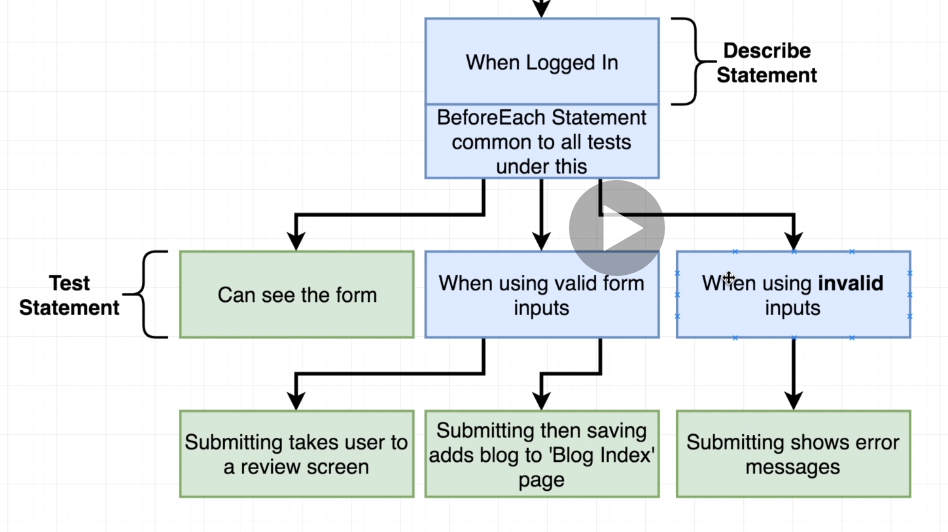 When Logged In
Describe
Statement
BeforeEach Statement
common to all tests
under this
Test
Statement
Can see the form
When using valid form
inputs
When using invalid
inputs
Submitting takes user to
a review screen
Submitting then saving
adds blog to 'Blog Index'
page
Submitting shows error
messages